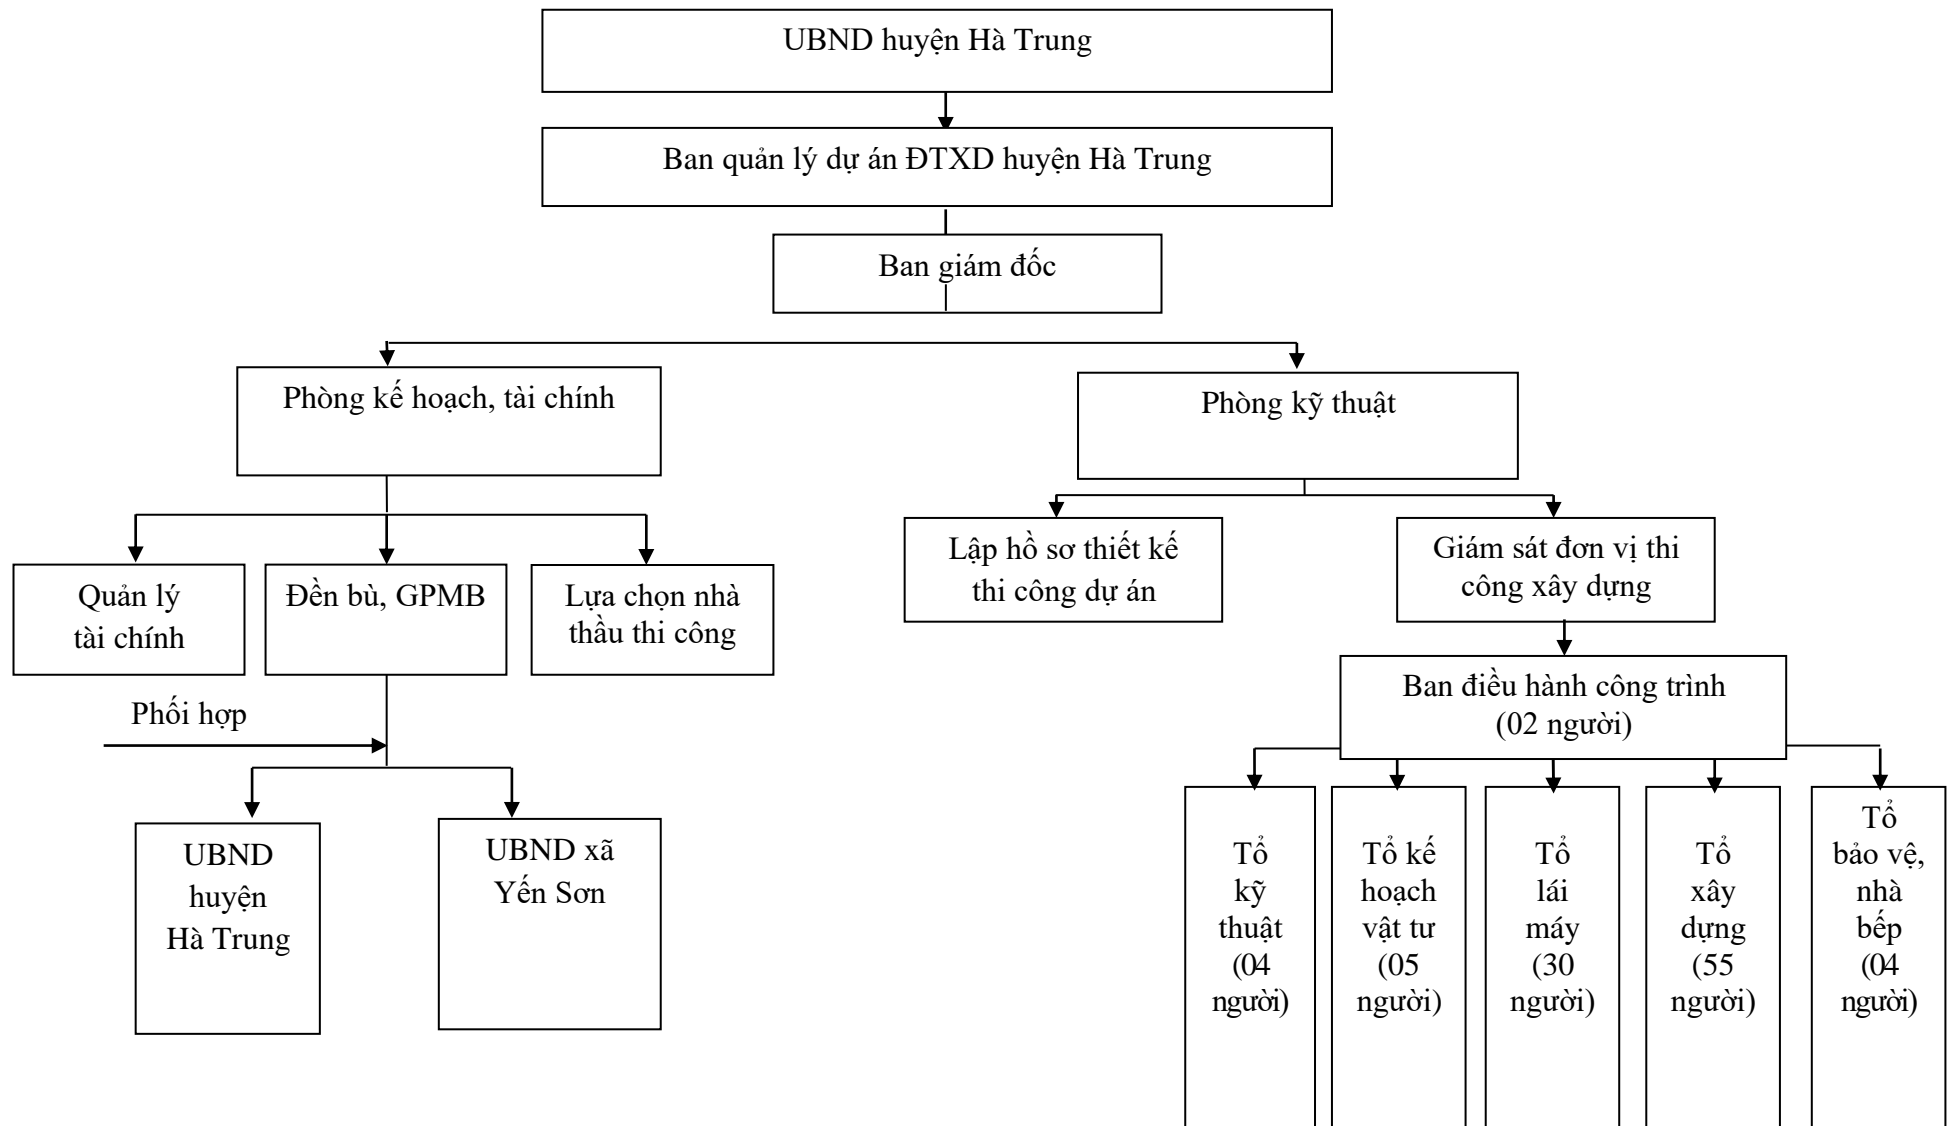 UBND huyện Hà Trung
Ban quản lý dự án ĐTXD huyện Hà Trung
Ban giám đốc
Phòng kế hoạch, tài chính
Phòng kỹ thuật
Quản lý
tài chính
Đền bù, GPMB
Lựa chọn nhà
thầu thi công
Lập hồ sơ thiết kế
thi công dự án
Giám sát đơn vị thi
công xây dựng
Phối hợp
Ban điều hành công trình
(02 người)
UBND
huyện
Hà Trung
UBND xã
Yến Sơn
Tổ
kỹ
thuật
(04
người)
Tổ kế
hoạch
vật tư
(05
người)
Tổ
lái
máy
(30
người)
Tổ
xây
dựng
(55
người)
Tổ
bảo vệ,
nhà
bếp
(04
người)